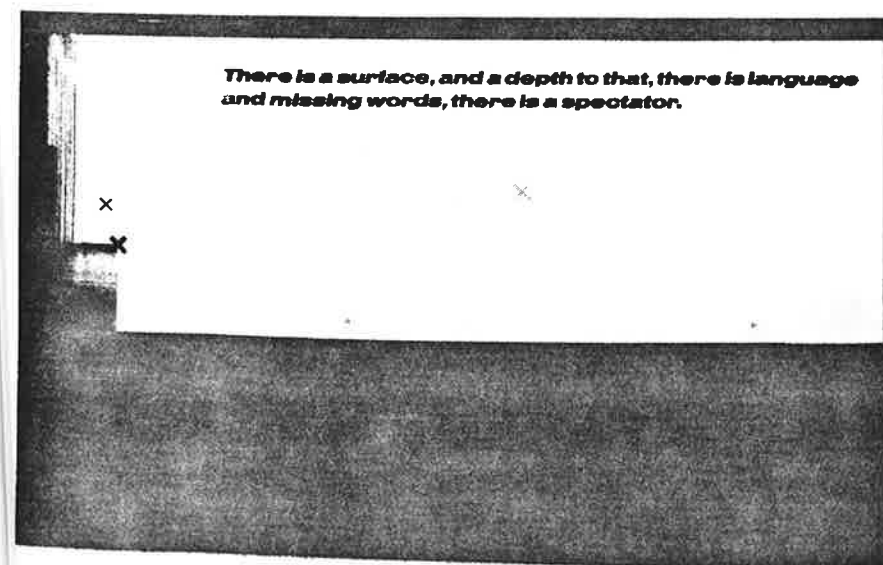 There is a surface, and a depth to that, there is language
and missing words, there is a spectator.